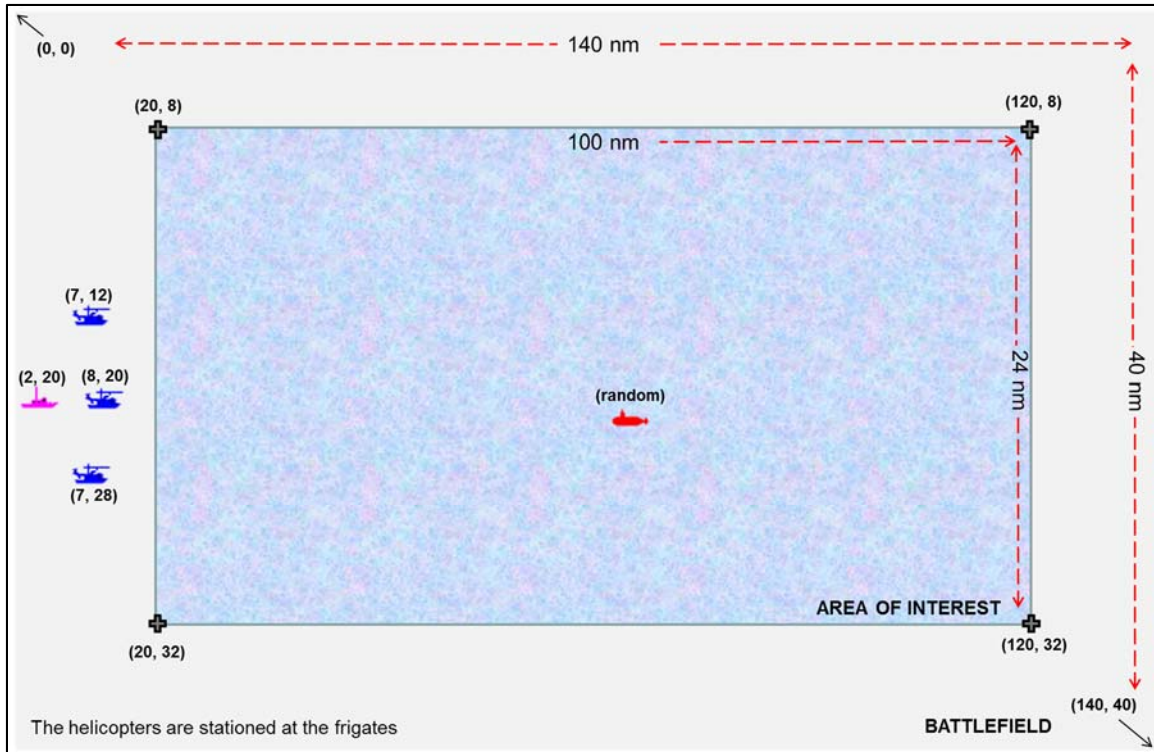 (0, 0)
140 nm
(20, 8)
(120, 8)
100 nm
(7, 12)
(2, 20)
(8, 20)
(random)
24 nm
40 nm
(7, 28)
AREA OF INTEREST
(20, 32)
(120, 32)
(140, 40)
The helicopters are stationed at the frigates
BATTLEFIELD